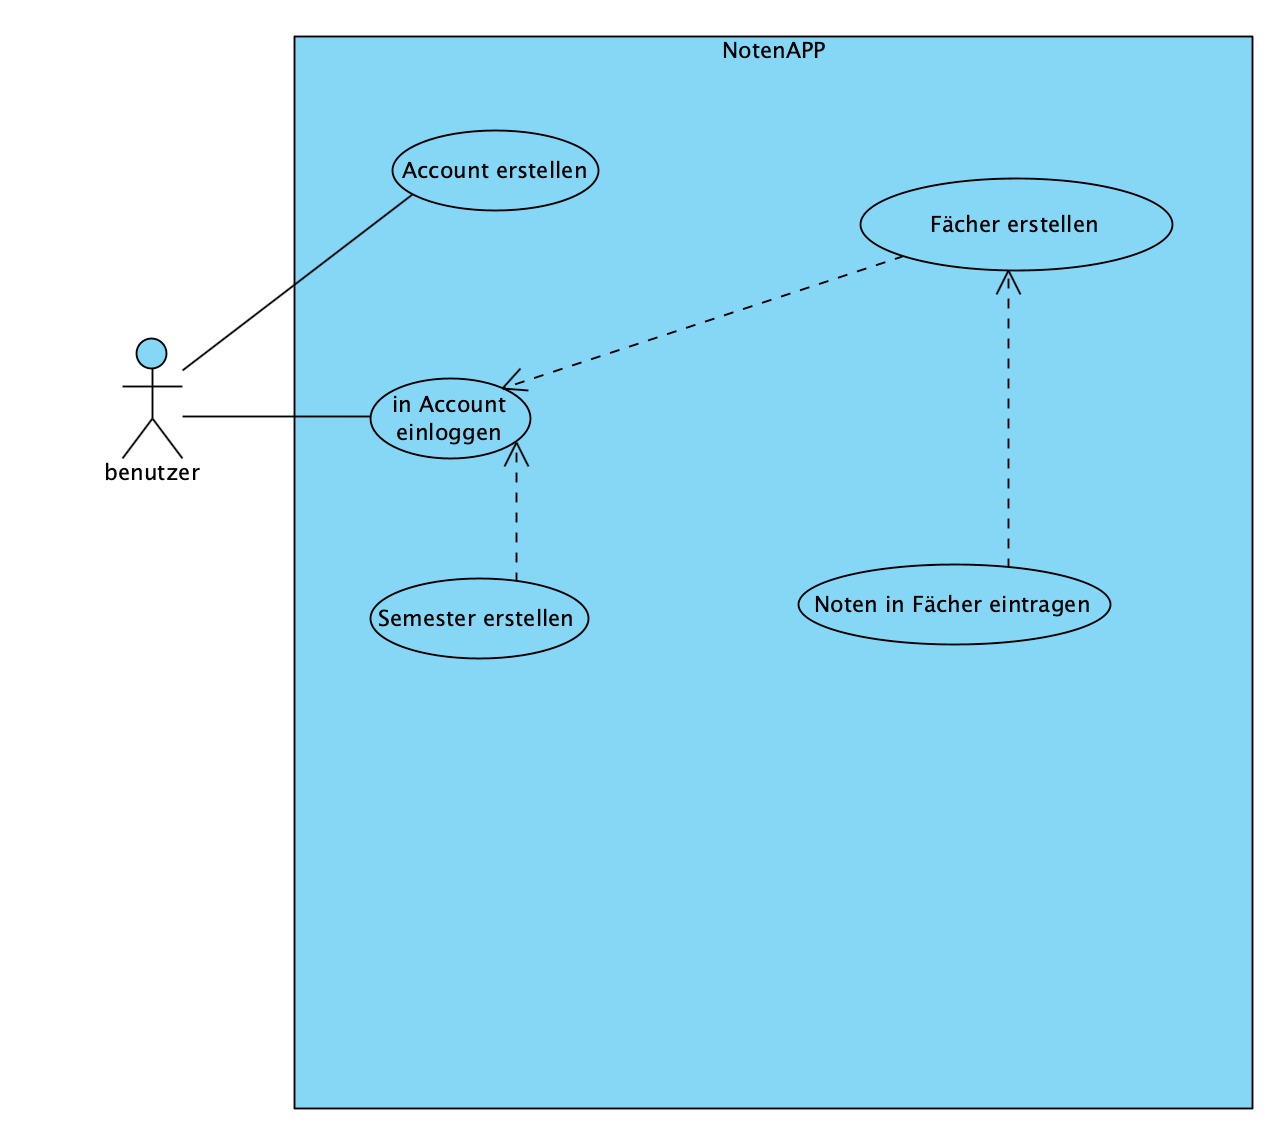 NotenAPP
Account erstellen
Fächer erstellen
in Account
einloggen
benutzer
Semester erstellen
Noten in Fächer eintragen